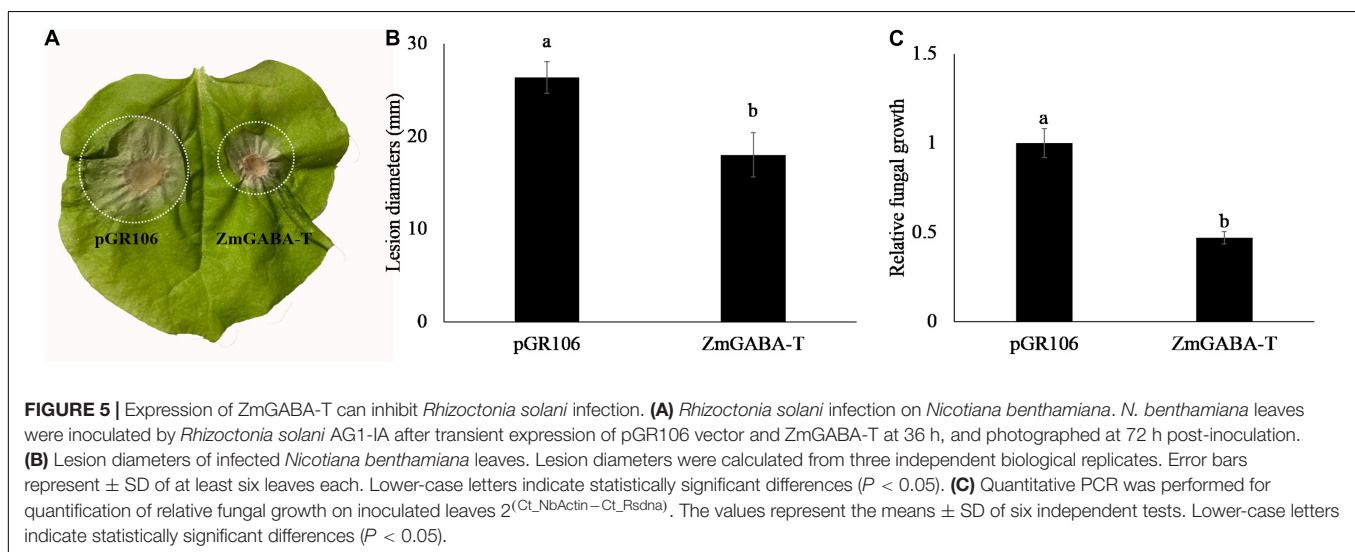 A
pGR106
ZmGABA-T
B
Lesion diameters (mm)
30
20
10
0
a
b
pGR106
ZmGABA-T
C
Relative fungal growth
1.5
1
0.5
0
a
b
pGR106
ZmGABA-T
FIGURE 5 | Expression of ZmGABA-T can inhibit Rhizoctonia solani infection. (A) Rhizoctonia solani infection on Nicotiana benthamiana. N. benthamiana leaves
were inoculated by Rhizoctonia solani AG1-IA after transient expression of pGR106 vector and ZmGABA-T at 36 h, and photographed at 72 h post-inoculation.
(B) Lesion diameters of infected Nicotiana benthamiana leaves. Lesion diameters were calculated from three independent biological replicates. Error bars
represent ± SD of at least six leaves each. Lower-case letters indicate statistically significant differences (P < 0.05). (C) Quantitative PCR was performed for
quantification of relative fungal growth on inoculated leaves 2(Ct_NbActin−Ct_Rsdna). The values represent the means ± SD of six independent tests. Lower-case letters
indicate statistically significant differences (P < 0.05).